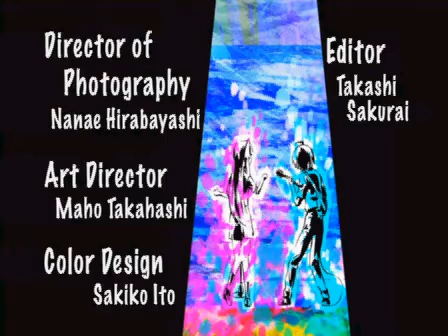 Director of
Photography
Nanae Hirabayashi
Art Director
Maho Takahashi
Color Design
Sakiko Ito
Editor
Takashi
Sakurai